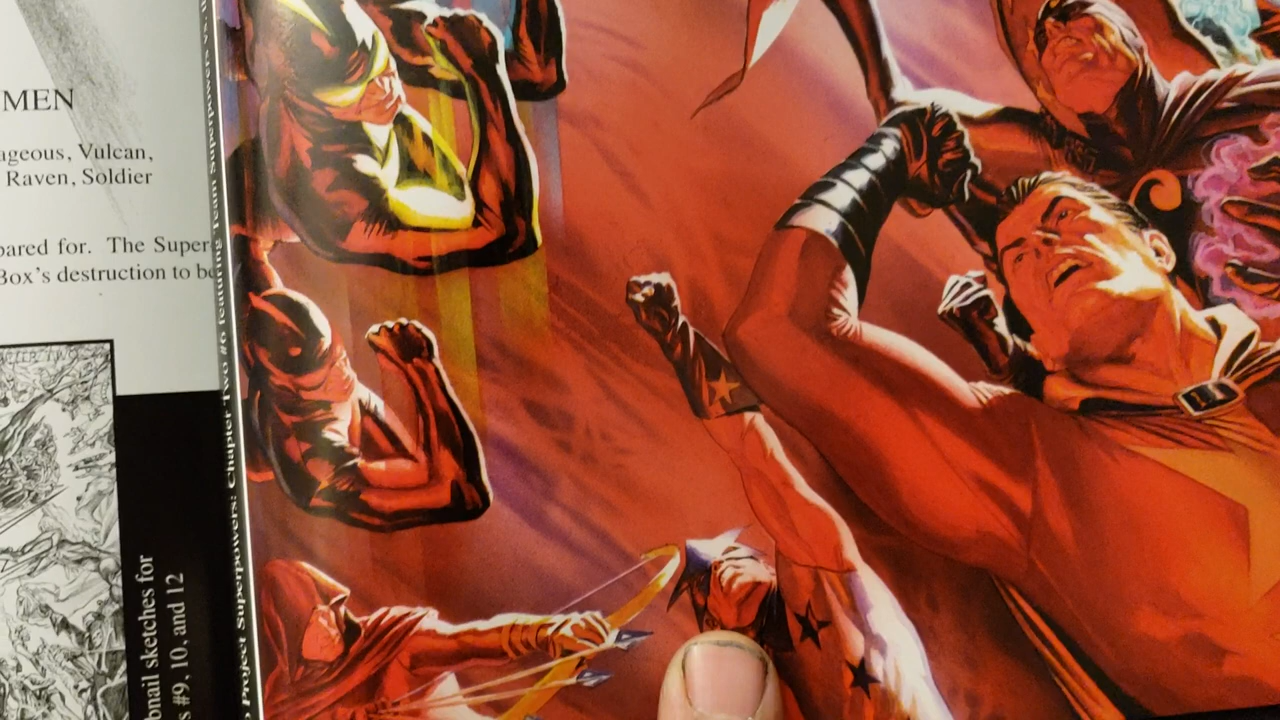 MEN
ageous, Vulcan,
Raven, Soldier
pared for. The Super
Box's destruction to be
bnail sketches for
s #9, 10, and 12
Project Superpowers: Chapter Two #6 featuring Team Superpowers vs.